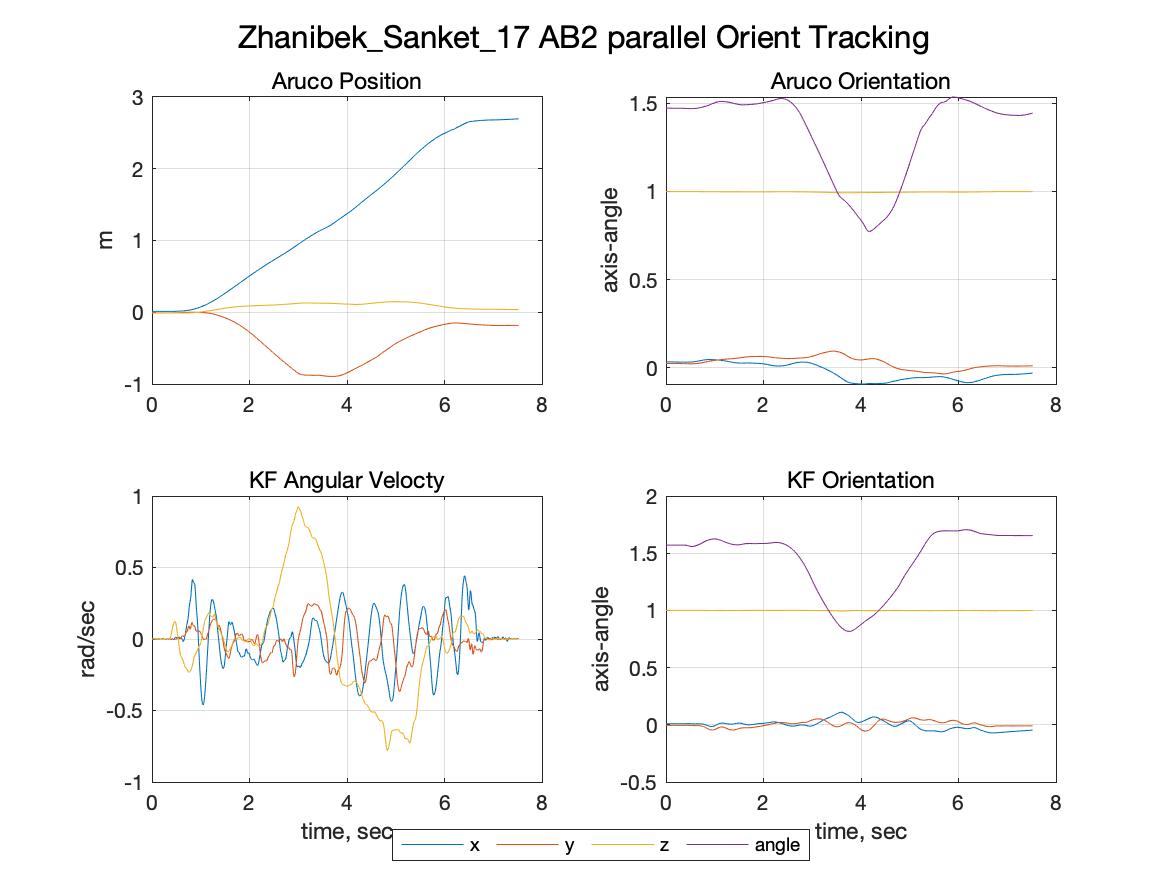 Zhanibek_Sanket_17 AB2 parallel Orient Tracking
Aruco Position
3
2
1
0
-1
m
0 2 4 6 8
Aruco Orientation
1.5
1
0.5
0
axis-angle
0 2 4 6 8
KF Angular Velocty
1
0.5
0
-0.5
-1
rad/sec
0 2 4 6 8
time, sec
KF Orientation
2
1.5
1
0.5
0
-0.5
axis-angle
0 2 4 6 8
time, sec
x y z angle